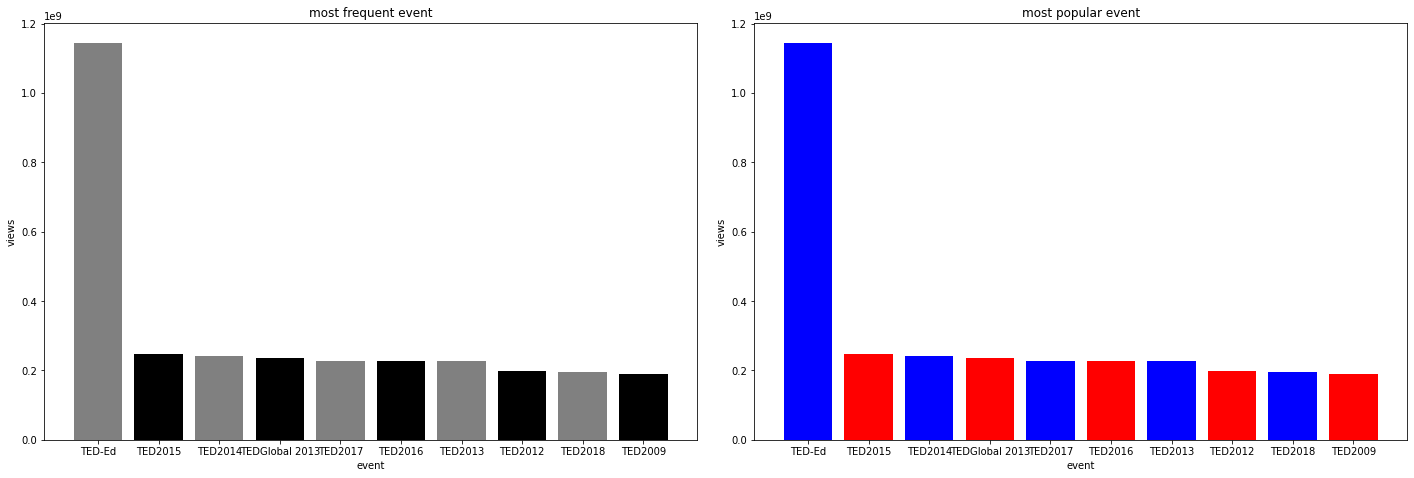 most frequent event
1e9
1.2
1.0
0.8
0.6
0.4
0.2
0.0
views
TED-Ed TED2015 TED2014 TEDGlobal 2013 TED2017 TED2016 TED2013 TED2012 TED2018 TED2009
event
most popular event
1e9
1.2
1.0
0.8
0.6
0.4
0.2
0.0
views
TED-Ed TED2015 TED2014 TEDGlobal 2013 TED2017 TED2016 TED2013 TED2012 TED2018 TED2009
event